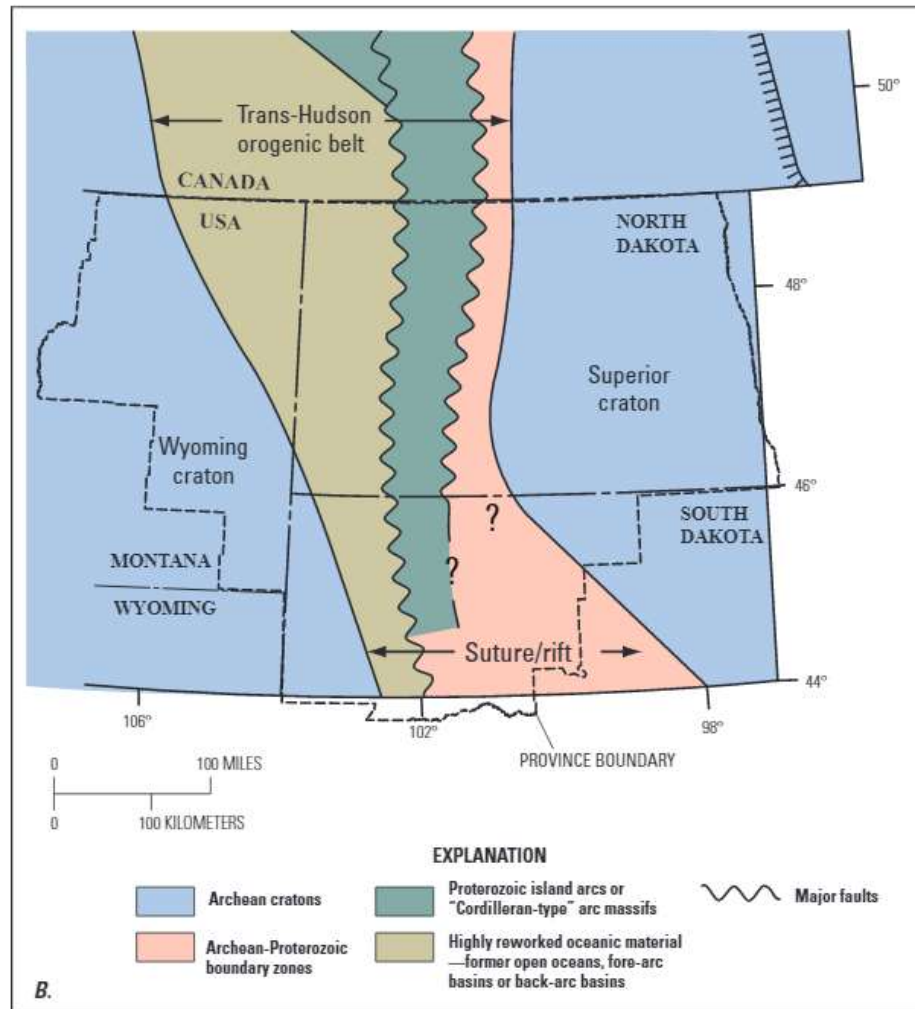 50°
Trans-Hudson
orogenic belt
CANADA
USA
NORTH
DAKOTA
48°
Superior
craton
Wyoming
craton
46°
?
SOUTH
DAKOTA
MONTANA
?
WYOMING
Suture/rift
44°
106°
102°
98°
PROVINCE BOUNDARY
0 100 MILES
0 100 KILOMETERS
EXPLANATION
Archean cratons
Proterozoic island arcs or
"Cordilleran-type" arc massifs
Major faults
Archean-Proterozoic
boundary zones
Highly reworked oceanic material
—former open oceans, fore-arc
basins or back-arc basins
B.